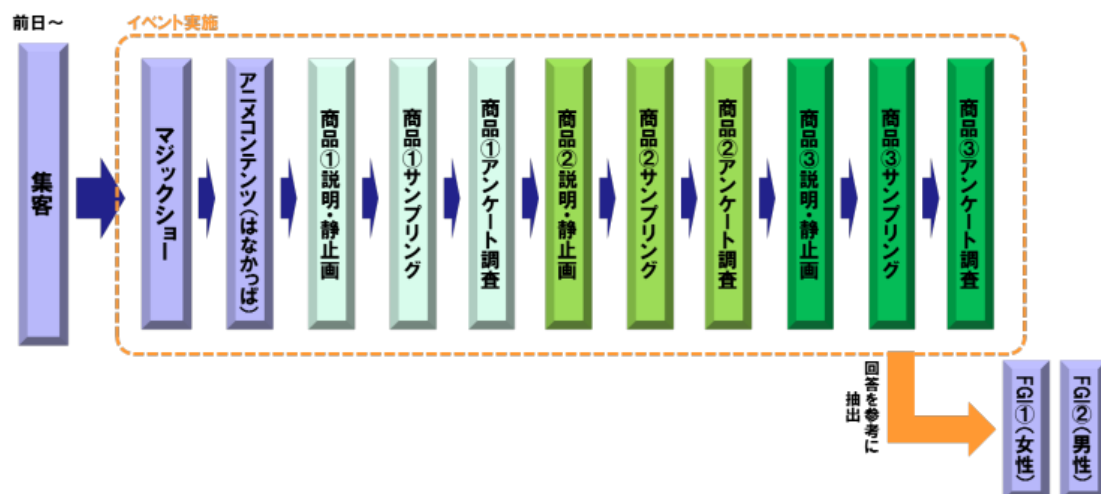 前日～
イベント実施
集客
マジックショー
アニメコンテンツ(はなかっぱ)
商品①説明・静止画
商品①サンプリング
商品①アンケート調査
商品②説明・静止画
商品②サンプリング
商品②アンケート調査
商品③説明・静止画
商品③サンプリング
商品③アンケート調査
回答を参考に
抽出
FGI①(女性)
FGI②(男性)